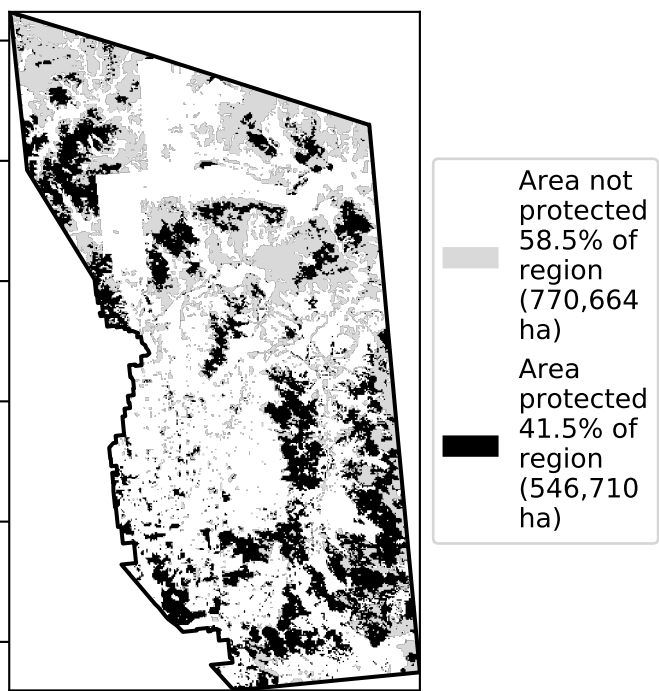 Area not
protected
58.5% of
region
(770,664
ha)
Area
protected
41.5% of
region
(546,710
ha)